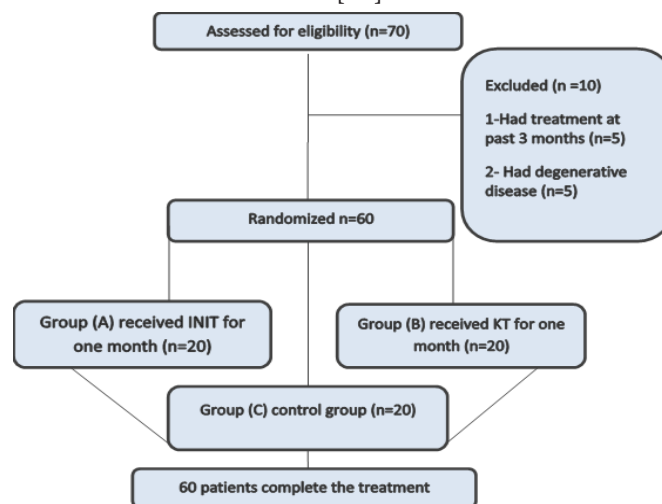 Assessed for eligibility (n=70)
Excluded (n =10)
1-Had treatment at
past 3 months (n=5)
2- Had degenerative
disease (n=5)
Randomized n=60
Group (A) received INIT for
one month (n=20)
Group (B) received KT for one
month (n=20)
Group (C) control group (n=20)
60 patients complete the treatment